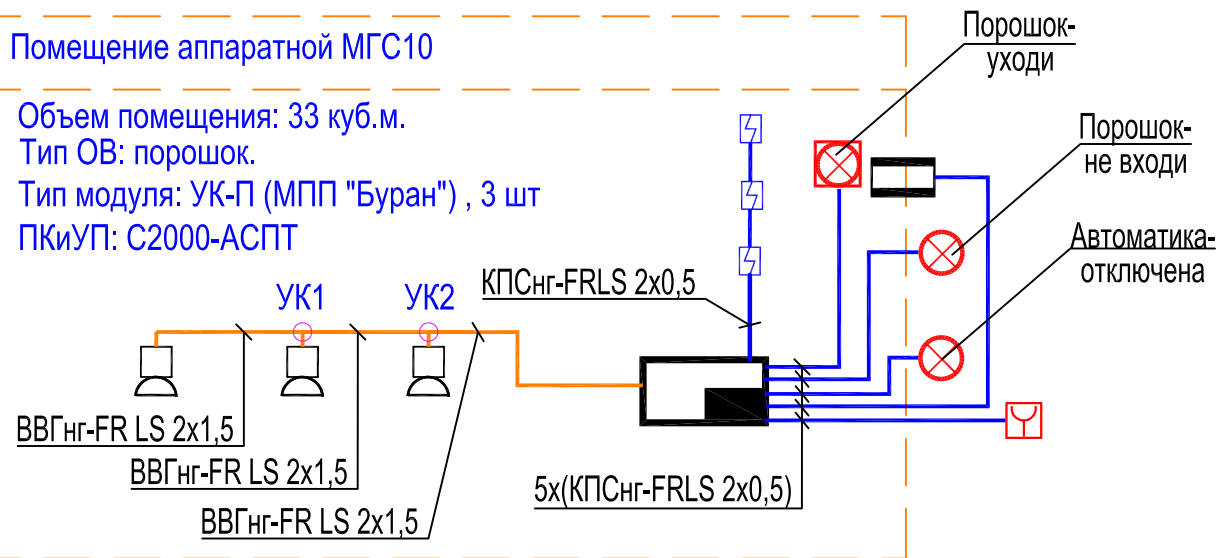 Помещение аппаратной МГС10
Объем помещения: 33 куб.м.
Тип ОВ: порошок.
Тип модуля: УК-П (МПП "Буран") , 3 шт
ПКиУП: С2000-АСПТ
Порошок-
уходи
Порошок-
не входи
Автоматика-
отключена
КПСнг-FRLS 2х0,5
УК1
УК2
ВВГнг-FR LS 2х1,5
ВВГнг-FR LS 2х1,5
ВВГнг-FR LS 2х1,5
5х(КПСнг-FRLS 2х0,5)